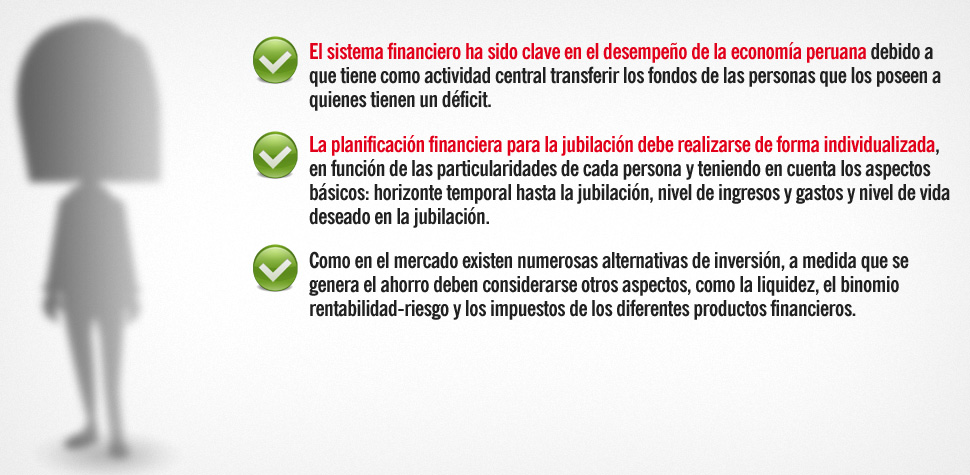 El sistema financiero ha sido clave en el desempeño de la economía peruana debido a
que tiene como actividad central transferir los fondos de las personas que los poseen a
quienes tienen un déficit.
La planificación financiera para la jubilación debe realizarse de forma individualizada,
en función de las particularidades de cada persona y teniendo en cuenta los aspectos
básicos: horizonte temporal hasta la jubilación, nivel de ingresos y gastos y nivel de vida
deseado en la jubilación.
Como en el mercado existen numerosas alternativas de inversión, a medida que se
genera el ahorro deben considerarse otros aspectos, como la liquidez, el binomio
rentabilidad-riesgo y los impuestos de los diferentes productos financieros.